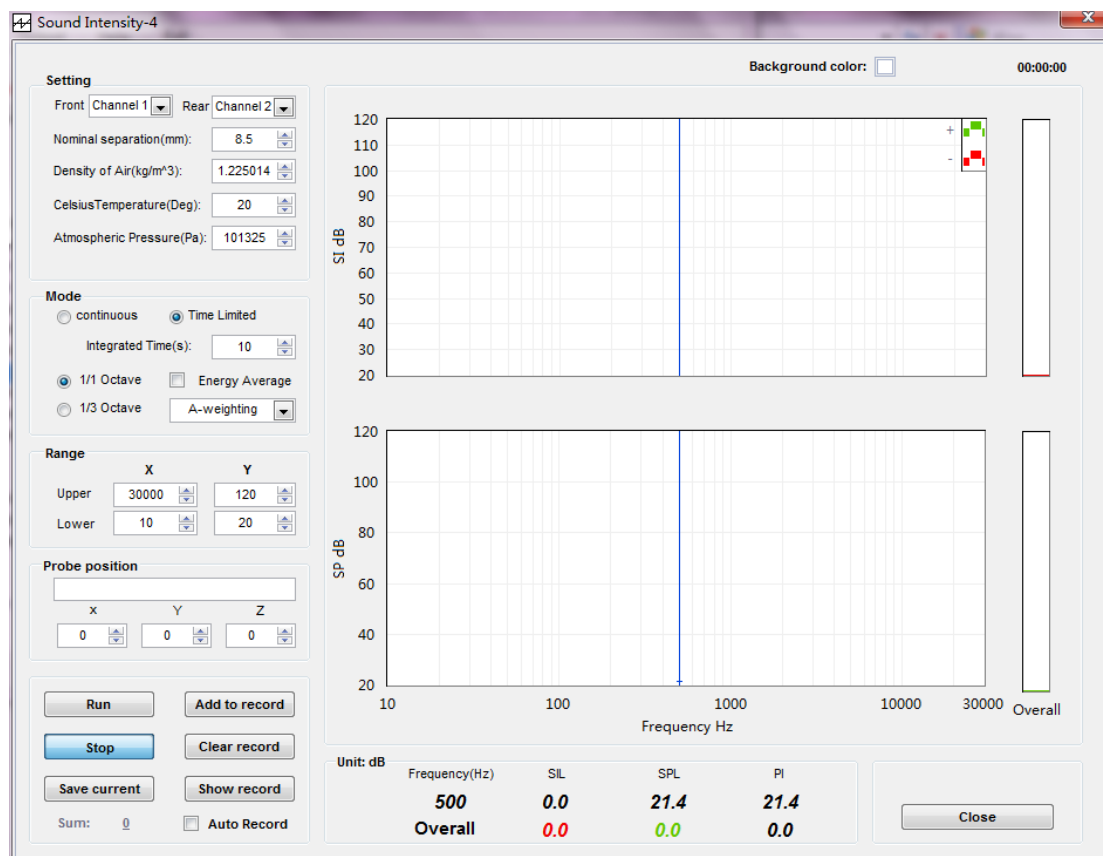 Sound Intensity-4
Background color:
00:00:00
Setting
Front Channel 1 Rear Channel 2
Nominal separation(mm): 8.5
Density of Air(kg/m^3): 1.225014
CelsiusTemperature(Deg): 20
Atmospheric Pressure(Pa): 101325
Mode
continuous Time Limited
Integrated Time(s): 10
1/1 Octave Energy Average
1/3 Octave A-weighting
Range
X Y
Upper 30000 120
Lower 10 20
Probe position
x Y Z
0 0 0
Run Add to record
Stop Clear record
Save current Show record
Sum: 0 Auto Record
SI dB
120
110
100
90
80
70
60
50
40
30
20
+
-
SP dB
120
100
80
60
40
20
10 100 1000 10000 30000
Frequency Hz
Overall
Unit: dB
Frequency(Hz) SIL SPL PI
500 0.0 21.4 21.4
Overall 0.0 0.0 0.0
Close